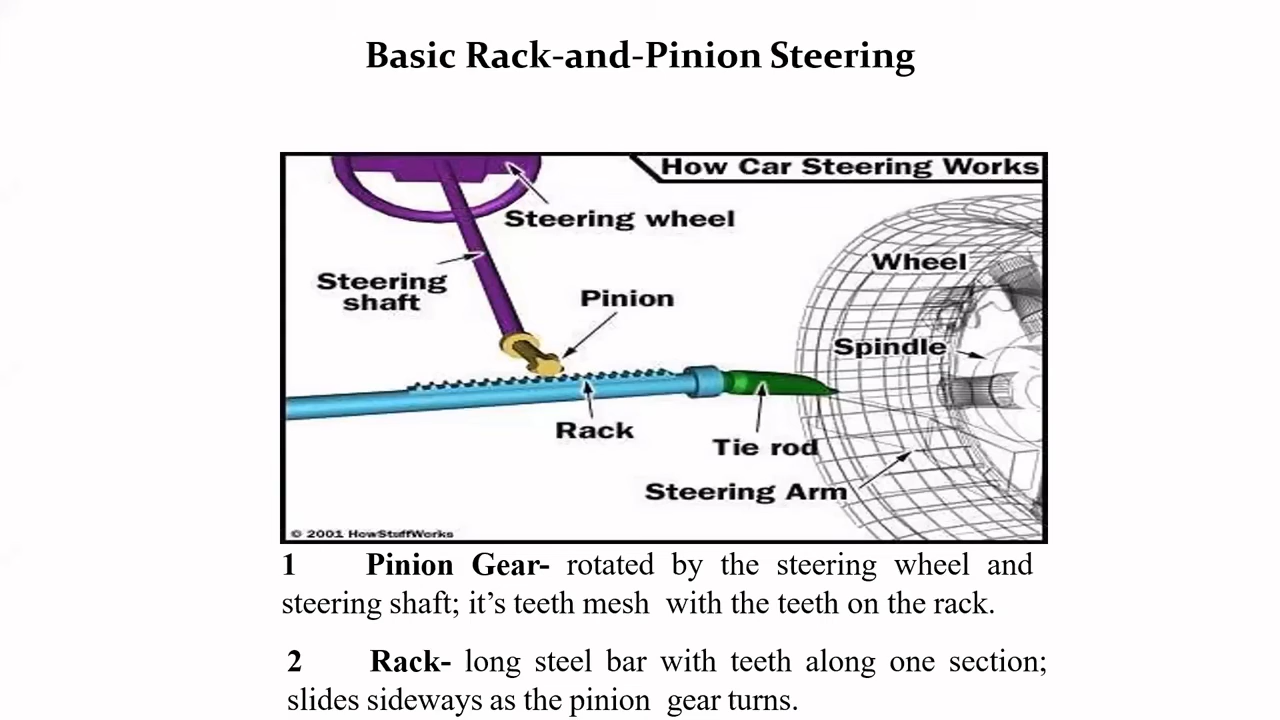 Basic Rack-and-Pinion Steering
How Car Steering Works
Steering wheel
Wheel
Steering
shaft
Pinion
Spindle
Rack
Tie rod
Steering Arm
© 2001 HowStuffWorks
1 Pinion Gear- rotated by the steering wheel and
steering shaft; it’s teeth mesh with the teeth on the rack.
2 Rack- long steel bar with teeth along one section;
slides sideways as the pinion gear turns.